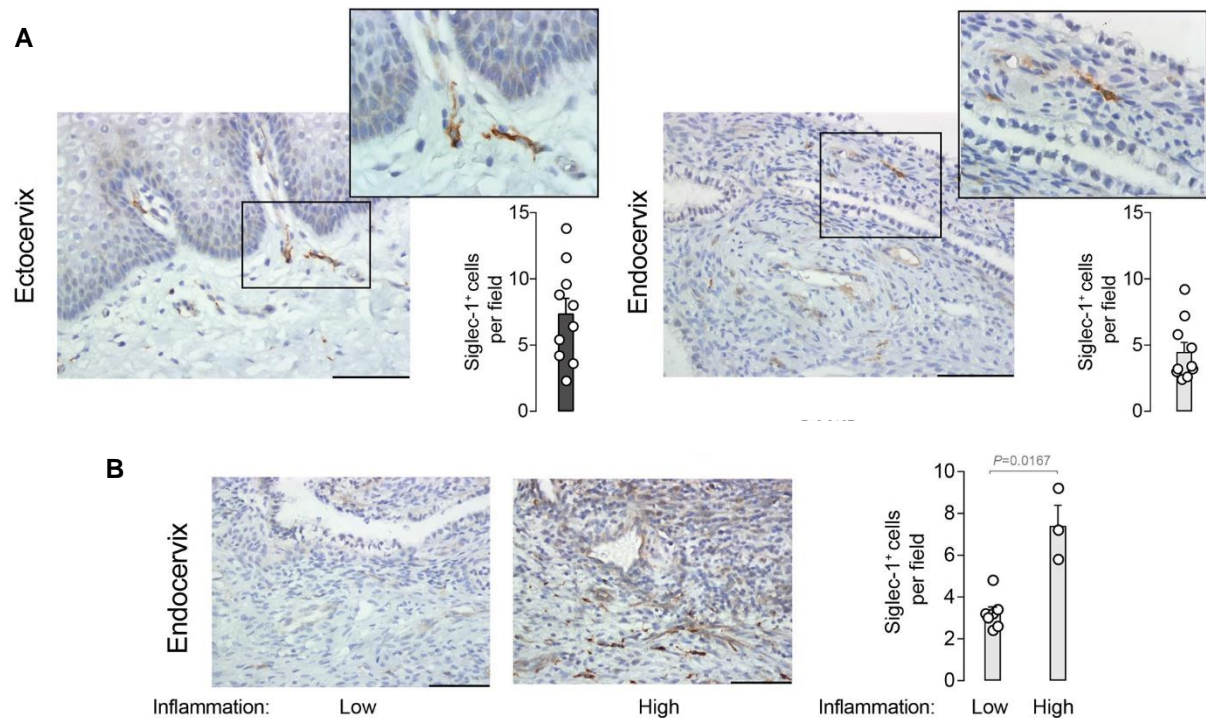 A
Ectocervix
15
10
5
0
Siglec-1⁺ cells
per field
Endocervix
15
10
5
0
Siglec-1⁺ cells
per field
B
Endocervix
P=0.0167
10
8
6
4
2
0
Siglec-1⁺ cells
per field
Inflammation: Low High
Inflammation: Low High